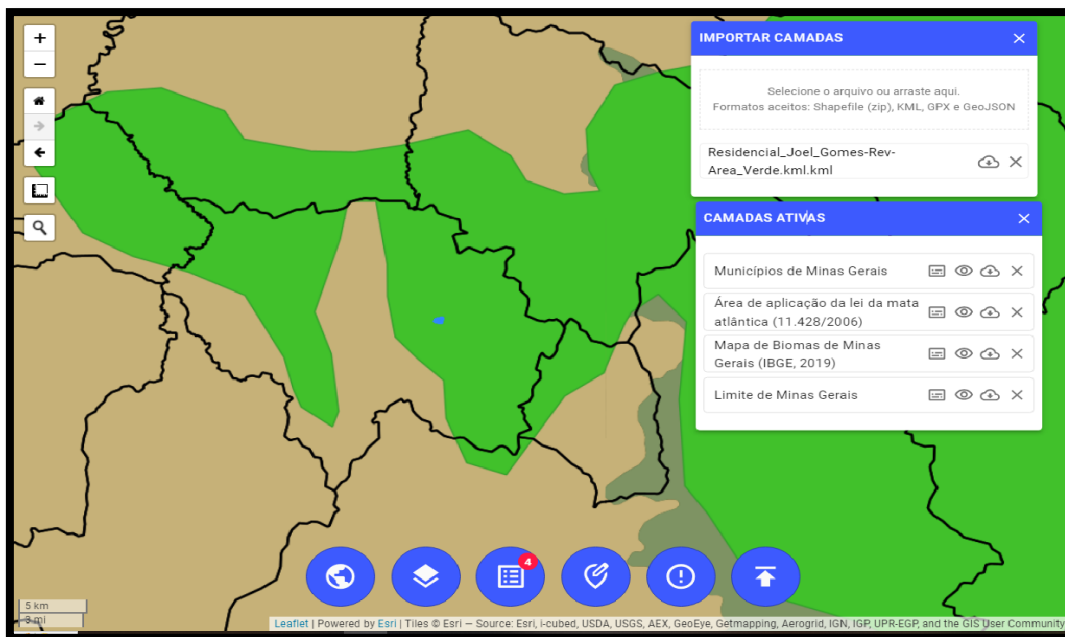 +
−
IMPORTAR CAMADAS
Selecione o arquivo ou arraste aqui.
Formatos aceitos: Shapefile (zip), KML, GPX e GeoJSON
Residencial_Joel_Gomes-Rev-
Area_Verde.kml.kml
CAMADAS ATIVAS
Municípios de Minas Gerais
Área de aplicação da lei da mata
atlântica (11.428/2006)
Mapa de Biomas de Minas
Gerais (IBGE, 2019)
Limite de Minas Gerais
4
5 km
3 mi
Leaflet | Powered by Esri | Tiles © Esri — Source: Esri, i-cubed, USDA, USGS, AEX, GeoEye, Getmapping, Aerogrid, IGN, IGP, UPR-EGP, and the GIS User Community